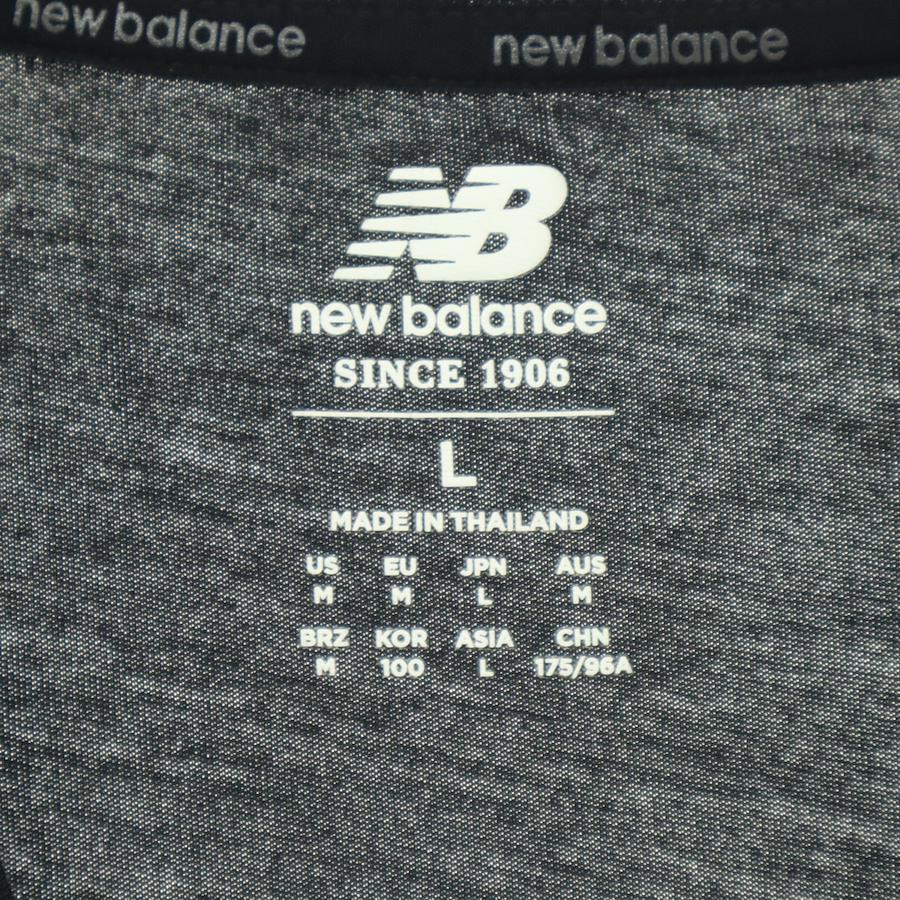 new balance new balance
NB
new balance
SINCE 1906
L
MADE IN THAILAND
US EU JPN AUS
M M L M
BRZ KOR ASIA CHN
M 100 L 175/96A